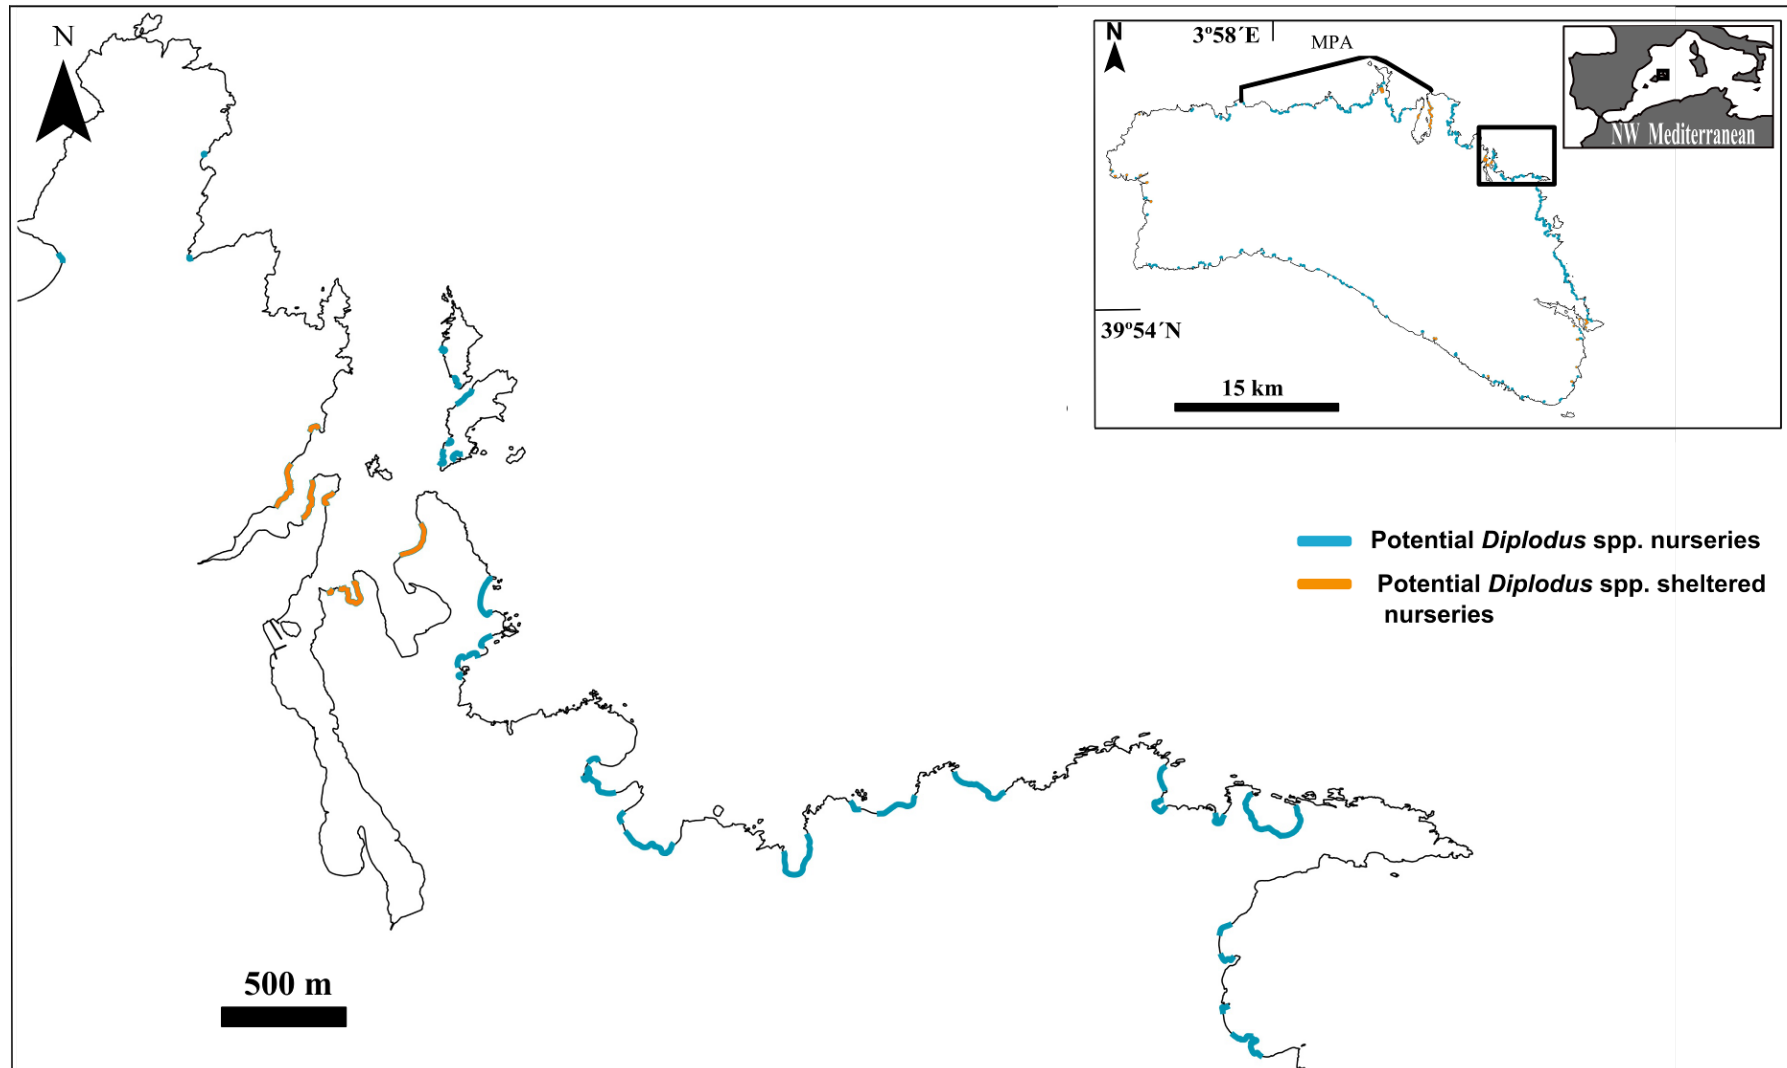 N
N
3º58´E
MPA
NW Mediterranean
39º54´N
15 km
Potential Diplodus spp. nurseries
Potential Diplodus spp. sheltered
nurseries
500 m